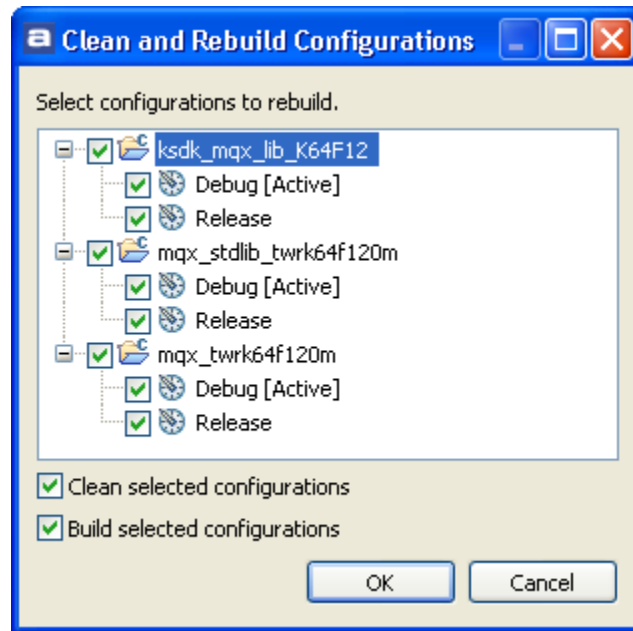 Clean and Rebuild Configurations
Select configurations to rebuild.
ksdk_mqx_lib_K64F12
Debug [Active]
Release
mqx_stdlib_twrk64f120m
Debug [Active]
Release
mqx_twrk64f120m
Debug [Active]
Release
Clean selected configurations
Build selected configurations
OK Cancel